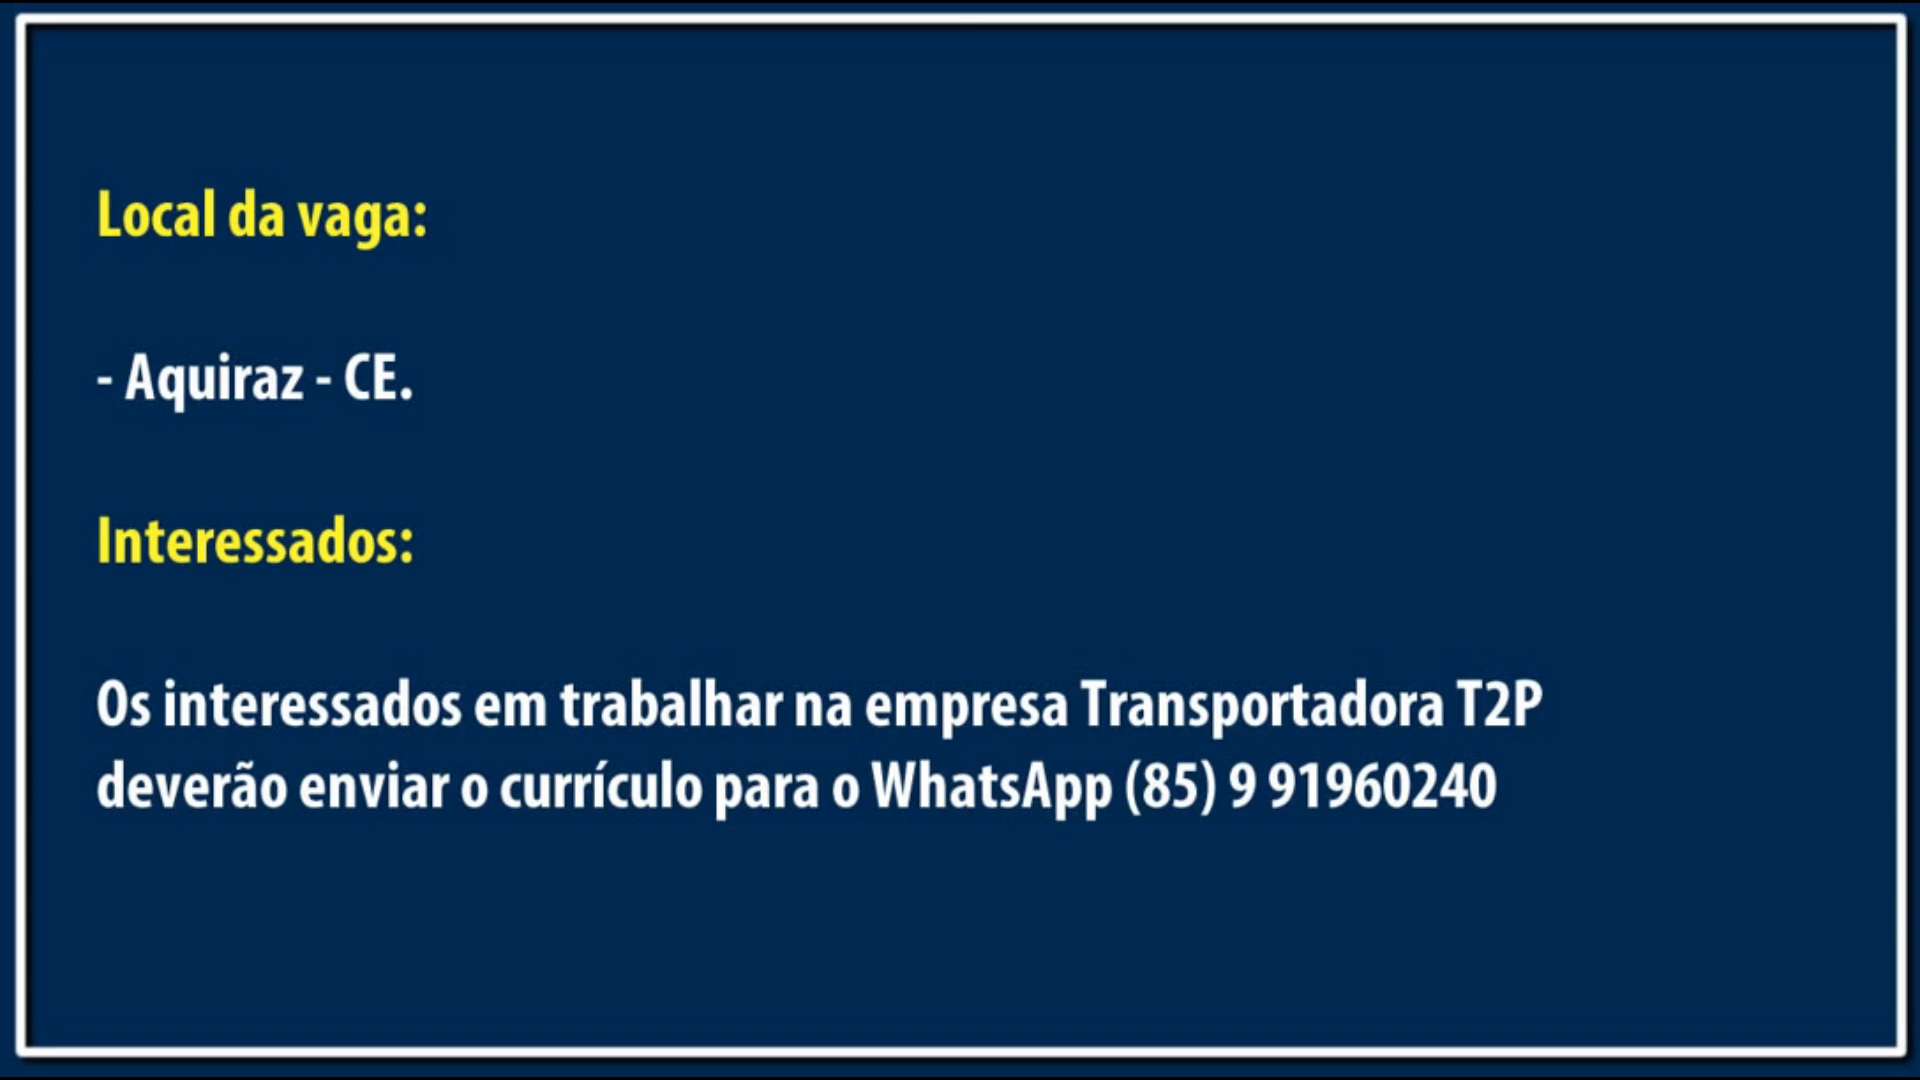 Local da vaga:
- Aquiraz - CE.
Interessados:
Os interessados em trabalhar na empresa Transportadora T2P
deverão enviar o currículo para o WhatsApp (85) 9 91960240